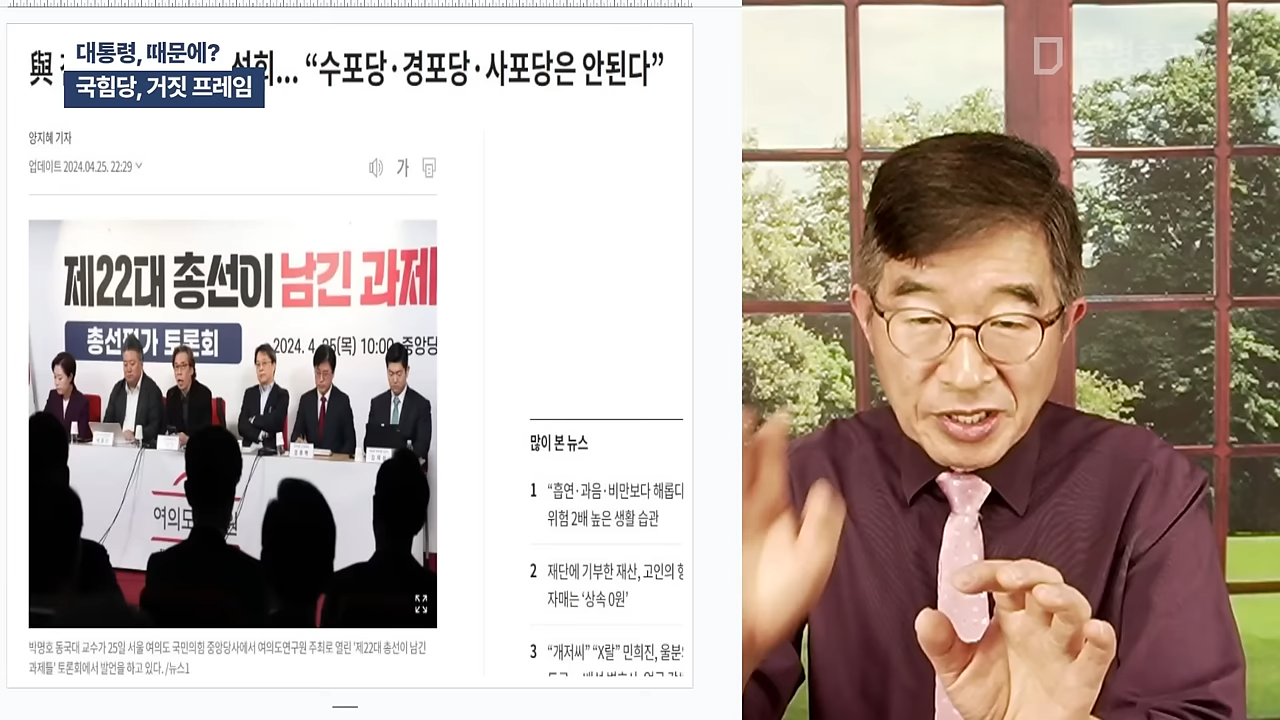 대통령, 때문에?
국힘당, 거짓 프레임
與 석회... “수포당·경포당·사포당은 안된다”
양지혜 기자
업데이트 2024.04.25. 22:29
가
제22대 총선이 남긴 과제
총선평가 토론회
2024. 4. 25(목) 10:00 중앙당
여의도 원
박명호 동국대 교수가 25일 서울 여의도 국민의힘 중앙당사에서 여의도연구원 주최로 열린 '제22대 총선이 남긴
과제들' 토론회에서 발언을 하고 있다. /뉴스1
많이 본 뉴스
1 “흡연·과음·비만보다 해롭다
위험 2배 높은 생활 습관
2 재단에 기부한 재산, 고인의 형
자매는 ‘상속 0원’
3 “개저씨” “X랄” 민희진, 울분